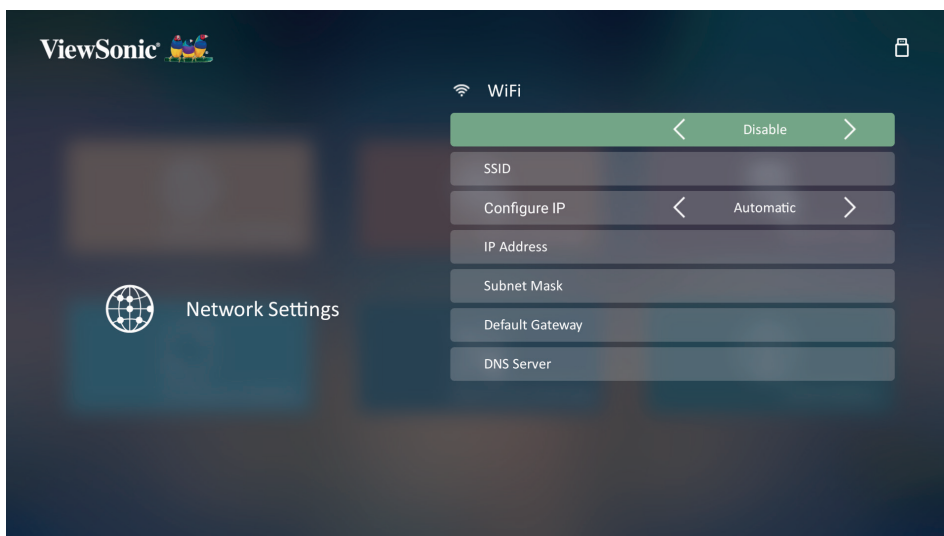 ViewSonic®
WiFi
Disable
SSID
Configure IP Automatic
IP Address
Subnet Mask
Network Settings
Default Gateway
DNS Server